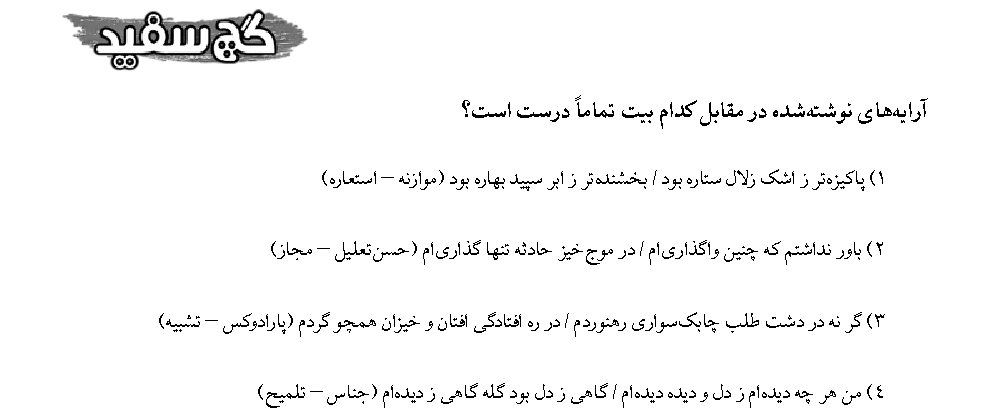 گچ سفید
آرایه‌های نوشته‌شده در مقابل کدام بیت تماماً درست است؟
۱) پاکیزه‌تر ز اشک زلال ستاره بود / بخشنده‌تر ز ابر سپید بهاره بود (موازنه – استعاره)
۲) باور نداشتم که چنین واگذاری‌ام / در موج‌خیز حادثه تنها گذاری‌ام (حسن‌تعلیل – مجاز)
۳) گر نه در دشت طلب چابک‌سواری رهنوردم / در ره افتادگی افتان و خیزان همچو گردم (پارادوکس – تشبیه)
۴) من هر چه دیده‌ام ز دل و دیده دیده‌ام / گاهی ز دل بود گله گاهی ز دیده‌ام (جناس – تلمیح)